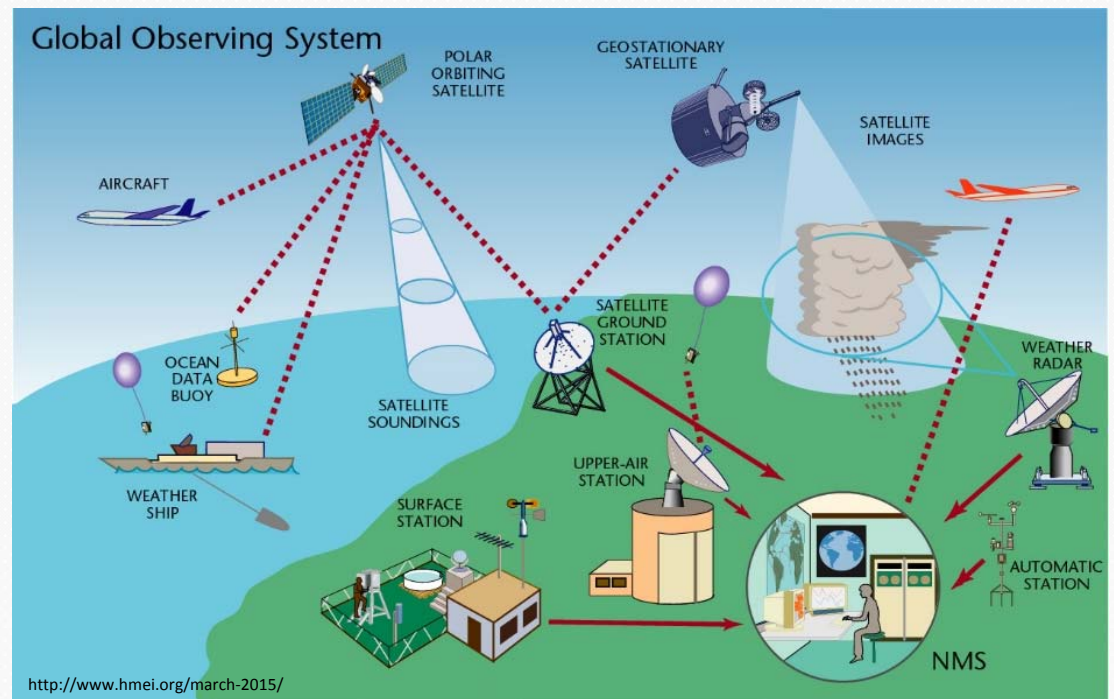 Global Observing System
POLAR
ORBITING
SATELLITE
GEOSTATIONARY
SATELLITE
SATELLITE
IMAGES
AIRCRAFT
SATELLITE
GROUND
STATION
WEATHER
RADAR
OCEAN
DATA
BUOY
SATELLITE
SOUNDINGS
UPPER-AIR
STATION
WEATHER
SHIP
SURFACE
STATION
AUTOMATIC
STATION
NMS
http://www.hmei.org/march-2015/